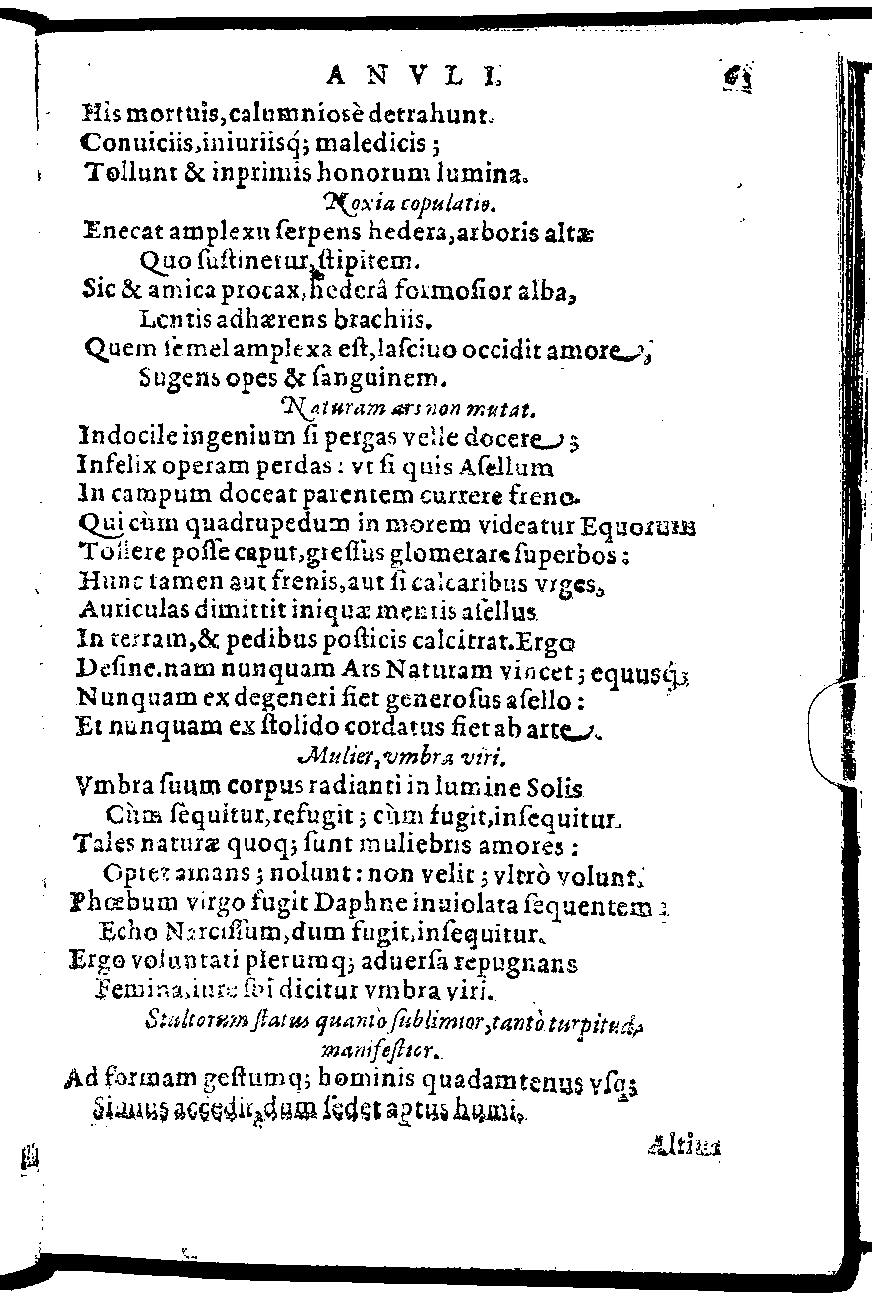 ANVLI. 63
His mortuis, calumniosè detrahunt.
Conuiciis, iniuriisq́; maledicis;
Tollunt & inprimis honorum lumina.
Noxia copulatio.
Enecat amplexu ſerpens hedera, arboris altæ
Quo ſuſtinetur, ſtipitem.
Sic & amica procax, hederâ formoſior alba,
Lentis adhærens brachiis.
Quem ſemel amplexa eſt, laſciuo occidit amore,
Sugens opes & ſanguinem.
Naturam ars non mutat.
Indocile ingenium ſi pergas velle docere;
Infelix operam perdas: vt ſi quis Aſellum
In campum doceat parentem currere freno.
Qui cùm quadrupedum in morem videatur Equorum
Tollere poſſe caput, greſſus glomerare ſuperbos:
Hunc tamen aut frenis, aut ſi calcaribus vrges,
Auriculas dimittit iniquæ mentis aſellus
In terram, & pedibus poſticis calcitrat. Ergo
Deſine. nam nunquam Ars Naturam vincet; equusq́;
Nunquam ex degeneri fiet generoſus aſello:
Et nunquam ex ſtolido cordatus fiet ab arte.
Mulier, vmbra viri.
Vmbra ſuum corpus radianti in lumine Solis
Cùm ſequitur, refugit; cùm fugit, inſequitur.
Tales naturæ quoq; ſunt muliebris amores:
Optet amans; nolunt: non velit; vltrò volunt.
Phœbum virgo fugit Daphne inuiolata ſequentem:
Echo Narciſſum, dum fugit, inſequitur.
Ergo voluntati plerumq; aduerſa repugnans
Femina, iure ſibi dicitur vmbra viri.
Stultorum ſtatus quantò ſublimior, tantò turpitudo
manifeſtior.
Ad formam geſtumq; hominis quadamtenus vſq;
Simius accedit, dum ſedet aptus humi.
Altius